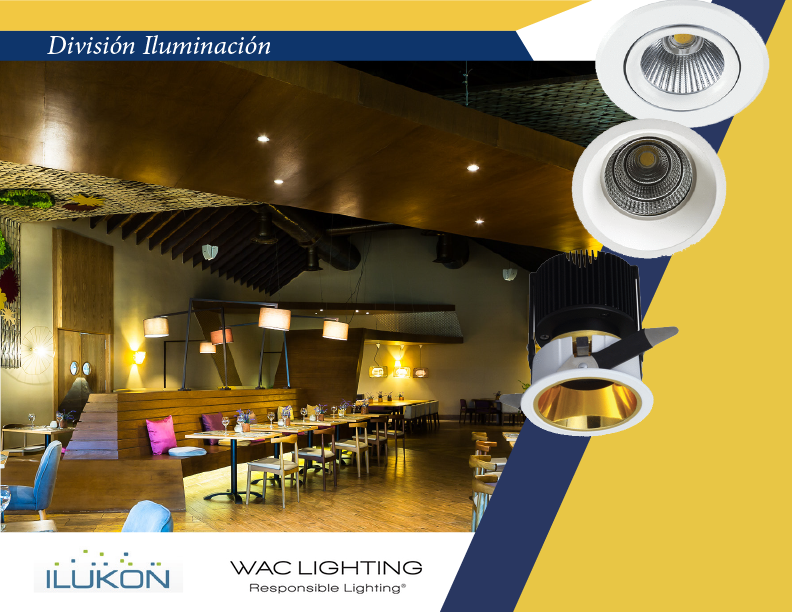 División Iluminación
ILUKON
WAC LIGHTING
Responsible Lighting®